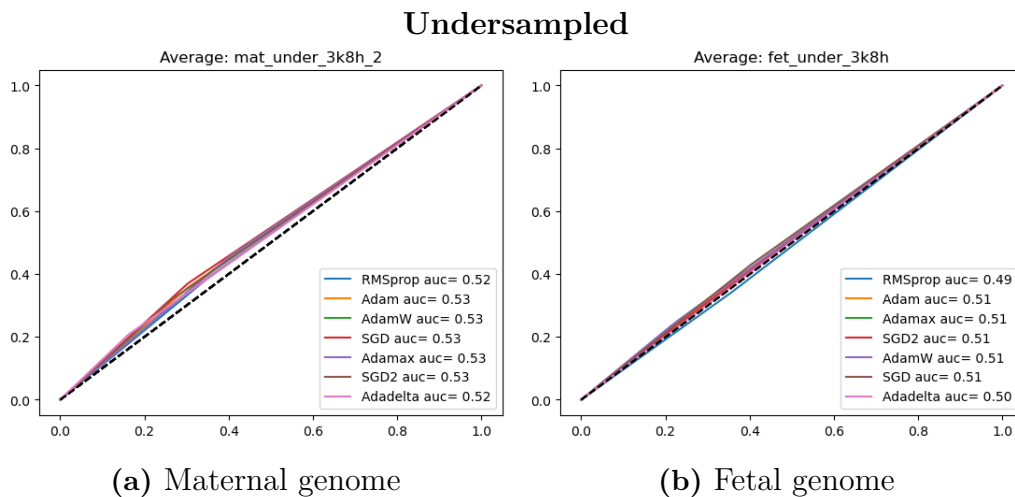 Undersampled
Average: mat_under_3k8h_2
1.0
0.8
0.6
0.4
0.2
0.0
0.0 0.2 0.4 0.6 0.8 1.0
RMSprop auc= 0.52
Adam auc= 0.53
AdamW auc= 0.53
SGD auc= 0.53
Adamax auc= 0.53
SGD2 auc= 0.53
Adadelta auc= 0.52
(a) Maternal genome
Average: fet_under_3k8h
1.0
0.8
0.6
0.4
0.2
0.0
0.0 0.2 0.4 0.6 0.8 1.0
RMSprop auc= 0.49
Adam auc= 0.51
Adamax auc= 0.51
SGD2 auc= 0.51
AdamW auc= 0.51
SGD auc= 0.51
Adadelta auc= 0.50
(b) Fetal genome